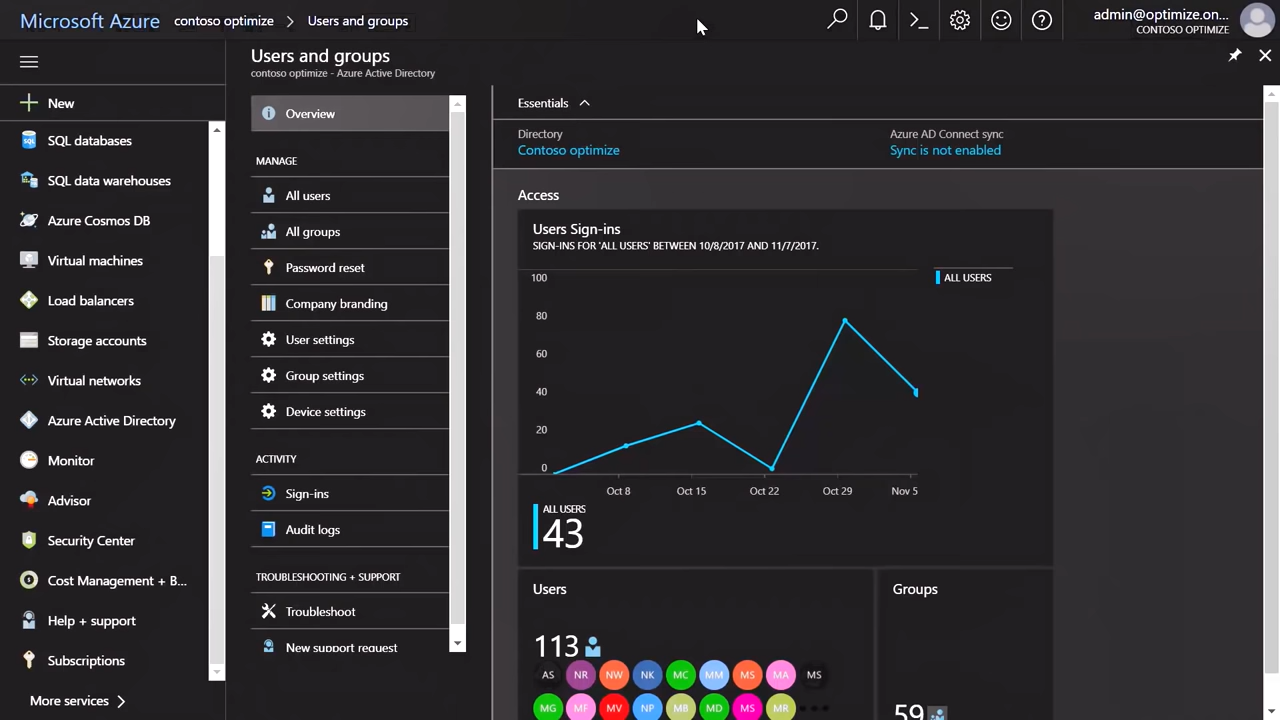 Microsoft Azure contoso optimize > Users and groups
admin@optimize.on...
CONTOSO OPTIMIZE
New
SQL databases
SQL data warehouses
Azure Cosmos DB
Virtual machines
Load balancers
Storage accounts
Virtual networks
Azure Active Directory
Monitor
Advisor
Security Center
Cost Management + B...
Help + support
Subscriptions
More services >
Users and groups
contoso optimize - Azure Active Directory
Overview
MANAGE
All users
All groups
Password reset
Company branding
User settings
Group settings
Device settings
ACTIVITY
Sign-ins
Audit logs
TROUBLESHOOTING + SUPPORT
Troubleshoot
New support request
Essentials
Directory
Contoso optimize
Azure AD Connect sync
Sync is not enabled
Access
Users Sign-ins
SIGN-INS FOR 'ALL USERS' BETWEEN 10/8/2017 AND 11/7/2017.
ALL USERS
100
80
60
40
20
0
Oct 8 Oct 15 Oct 22 Oct 29 Nov 5
ALL USERS
43
Users
113
AS NR NW NK MC MM MS MA MS
MG MF MV NP MB MD MS MR
Groups
59